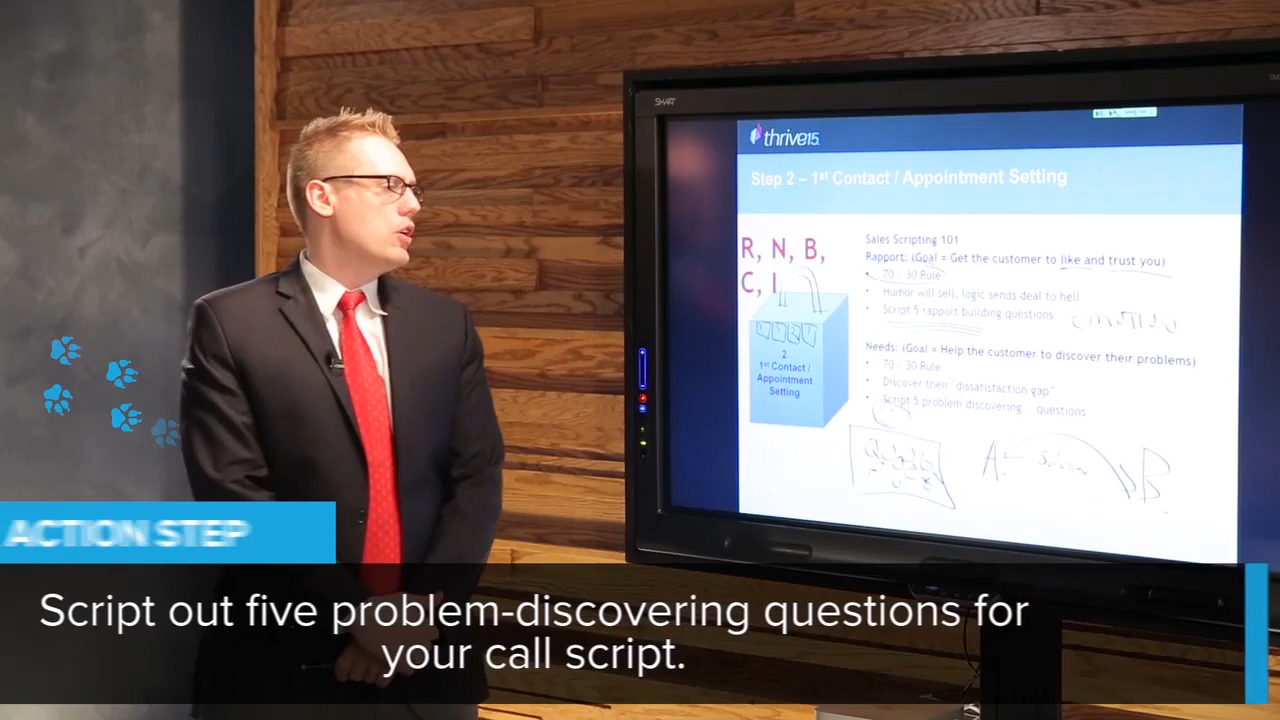 SMART
thrive15
Step 2 – 1st Contact / Appointment Setting
R, N, B,
C, I
2
1st Contact /
Appointment
Setting
Sales Scripting 101
Rapport: (Goal = Get the customer to like and trust you)
• 70 / 30 Rule
• Humor will sell, logic sends deal to hell
• Script 5 rapport building questions
EMOTION
Needs: (Goal = Help the customer to discover their problems)
• 70 / 30 Rule
• Discover their "dissatisfaction gap"
• Script 5 problem discovering questions
A
Solution
B
ACTION STEP
Script out five problem-discovering questions for
your call script.